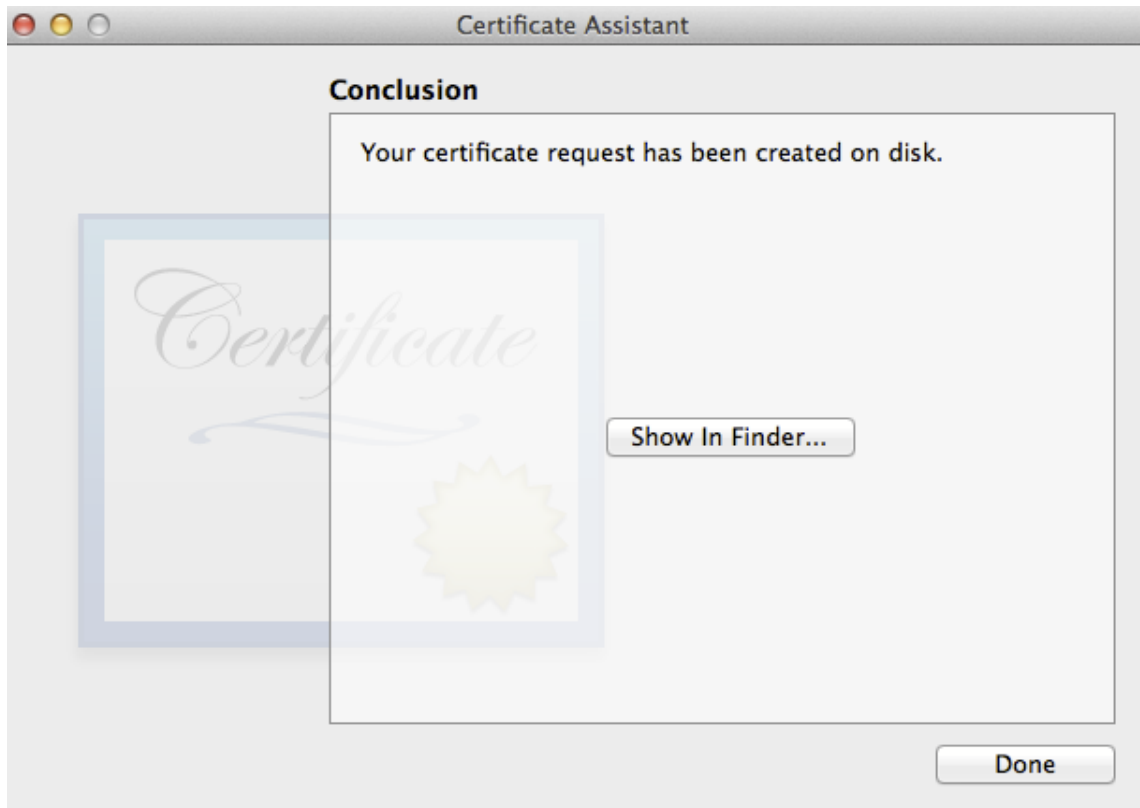 Certificate Assistant
Conclusion
Your certificate request has been created on disk.
Certificate
Show In Finder...
Done